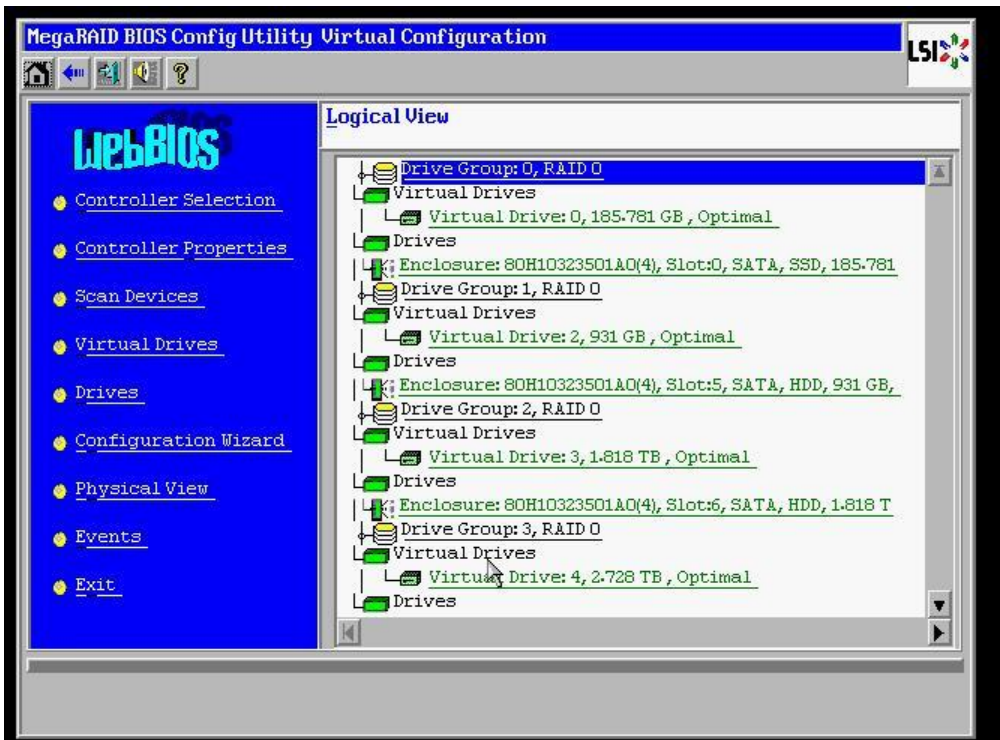 MegaRAID BIOS Config Utility Virtual Configuration
LSI
WebBIOS
Controller Selection
Controller Properties
Scan Devices
Virtual Drives
Drives
Configuration Wizard
Physical View
Events
Exit
Logical View
Drive Group: 0, RAID 0
Virtual Drives
Virtual Drive: 0, 185.781 GB, Optimal
Drives
Enclosure: 80H10323501A0(4), Slot:0, SATA, SSD, 185.781
Drive Group: 1, RAID 0
Virtual Drives
Virtual Drive: 2, 931 GB, Optimal
Drives
Enclosure: 80H10323501A0(4), Slot:5, SATA, HDD, 931 GB,
Drive Group: 2, RAID 0
Virtual Drives
Virtual Drive: 3, 1.818 TB, Optimal
Drives
Enclosure: 80H10323501A0(4), Slot:6, SATA, HDD, 1.818 T
Drive Group: 3, RAID 0
Virtual Drives
Virtual Drive: 4, 2.728 TB, Optimal
Drives